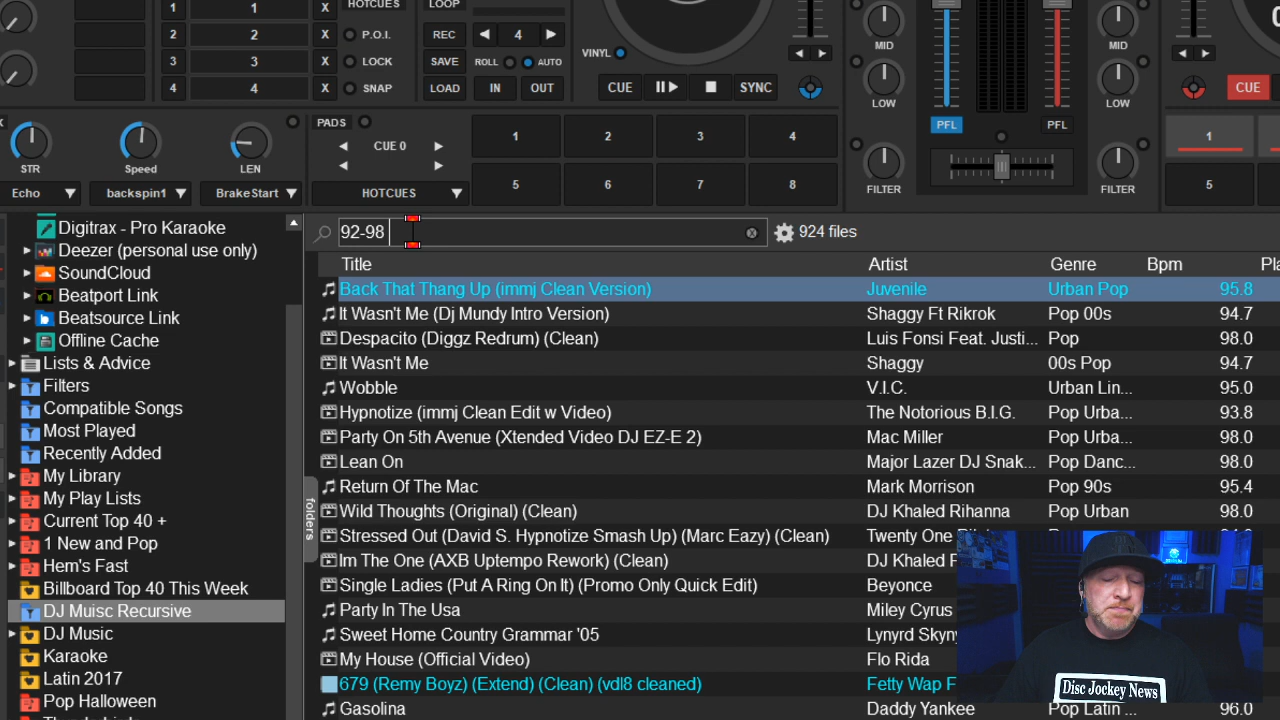 1 1 X HOTCUES LOOP
2 2 X P.O.I. REC 4
3 3 X LOCK SAVE ROLL AUTO VINYL
4 4 X SNAP LOAD IN OUT CUE SYNC
MID LOW PFL FILTER PFL MID LOW FILTER CUE
STR Speed LEN
Echo backspin1 BrakeStart
PADS
CUE 0
HOTCUES
1 2 3 4
5 6 7 8
1
5
Digitrax - Pro Karaoke
Deezer (personal use only)
SoundCloud
Beatport Link
Beatsource Link
Offline Cache
Lists & Advice
Filters
Compatible Songs
Most Played
Recently Added
My Library
My Play Lists
Current Top 40 +
1 New and Pop
Hem's Fast
Billboard Top 40 This Week
DJ Muisc Recursive
DJ Music
Karaoke
Latin 2017
Pop Halloween
folders
92-98 924 files
Title Artist Genre Bpm
Back That Thang Up (immj Clean Version) Juvenile Urban Pop 95.8
It Wasn't Me (Dj Mundy Intro Version) Shaggy Ft Rikrok Pop 00s 94.7
Despacito (Diggz Redrum) (Clean) Luis Fonsi Feat. Justi... Pop 98.0
It Wasn't Me Shaggy 00s Pop 94.7
Wobble V.I.C. Urban Lin... 95.0
Hypnotize (immj Clean Edit w Video) The Notorious B.I.G. Pop Urba... 93.8
Party On 5th Avenue (Xtended Video DJ EZ-E 2) Mac Miller Pop Urba... 98.0
Lean On Major Lazer DJ Snak... Pop Danc... 98.0
Return Of The Mac Mark Morrison Pop 90s 95.4
Wild Thoughts (Original) (Clean) DJ Khaled Rihanna Pop Urban 98.0
Stressed Out (David S. Hypnotize Smash Up) (Marc Eazy) (Clean) Twenty One
Im The One (AXB Uptempo Rework) (Clean) DJ Khaled F
Single Ladies (Put A Ring On It) (Promo Only Quick Edit) Beyonce
Party In The Usa Miley Cyrus
Sweet Home Country Grammar '05 Lynyrd Skyn
My House (Official Video) Flo Rida
679 (Remy Boyz) (Extend) (Clean) (vdl8 cleaned) Fetty Wap F
Gasolina Daddy Yankee Pop Latin ... 96.0
Disc Jockey News